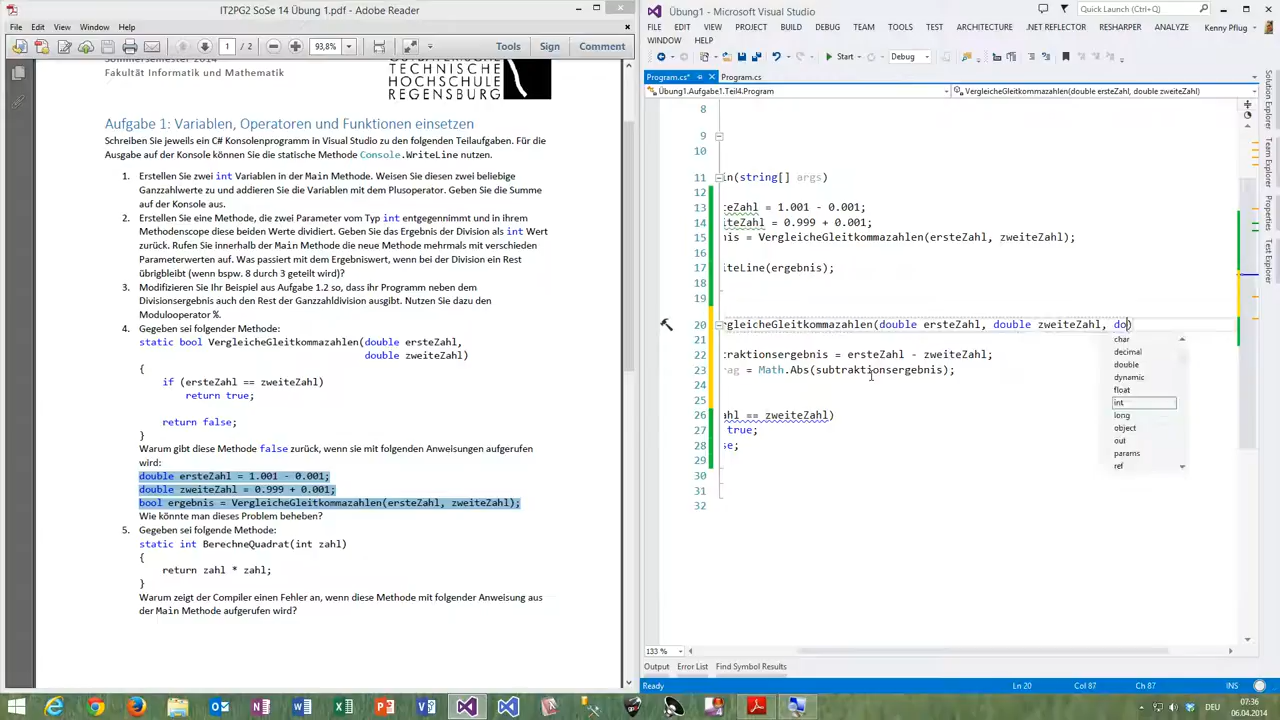 IT2PG2 SoSe 14 Übung 1.pdf - Adobe Reader
File Edit View Window Help
1 / 2 93,8% Tools Sign Comment
Sommersemester 2014
Fakultät Informatik und Mathematik
OSTBAYERISCHE
TECHNISCHE
HOCHSCHULE
REGENSBURG
Aufgabe 1: Variablen, Operatoren und Funktionen einsetzen
Schreiben Sie jeweils ein C# Konsolenprogramm in Visual Studio zu den folgenden Teilaufgaben. Für die
Ausgabe auf der Konsole können Sie die statische Methode Console.WriteLine nutzen.
1. Erstellen Sie zwei int Variablen in der Main Methode. Weisen Sie diesen zwei beliebige
Ganzzahlwerte zu und addieren Sie die Variablen mit dem Plusoperator. Geben Sie die Summe
auf der Konsole aus.
2. Erstellen Sie eine Methode, die zwei Parameter vom Typ int entgegennimmt und in ihrem
Methodenscope diese beiden Werte dividiert. Geben Sie das Ergebnis der Division als int Wert
zurück. Rufen Sie innerhalb der Main Methode die neue Methode mehrmals mit verschieden
Parameterwerten auf. Was passiert mit dem Ergebniswert, wenn bei der Division ein Rest
übrigbleibt (wenn bspw. 8 durch 3 geteilt wird)?
3. Modifizieren Sie Ihr Beispiel aus Aufgabe 1.2 so, dass ihr Programm neben dem
Divisionsergebnis auch den Rest der Ganzzahldivision ausgibt. Nutzen Sie dazu den
Modulooperator %.
4. Gegeben sei folgender Methode:
static bool VergleicheGleitkommazahlen(double ersteZahl,
double zweiteZahl)
{
if (ersteZahl == zweiteZahl)
return true;
return false;
}
Warum gibt diese Methode false zurück, wenn sie mit folgenden Anweisungen aufgerufen
wird:
double ersteZahl = 1.001 - 0.001;
double zweiteZahl = 0.999 + 0.001;
bool ergebnis = VergleicheGleitkommazahlen(ersteZahl, zweiteZahl);
Wie könnte man dieses Problem beheben?
5. Gegeben sei folgende Methode:
static int BerechneQuadrat(int zahl)
{
return zahl * zahl;
}
Warum zeigt der Compiler einen Fehler an, wenn diese Methode mit folgender Anweisung aus
der Main Methode aufgerufen wird?
Übung1 - Microsoft Visual Studio
Quick Launch (Ctrl+Q)
FILE EDIT VIEW PROJECT BUILD DEBUG TEAM TOOLS TEST ARCHITECTURE .NET REFLECTOR RESHARPER ANALYZE Kenny Pflug
WINDOW HELP
Start Debug
Program.cs* Program.cs
Übung1.Aufgabe1.Teil4.Program VergleicheGleitkommazahlen(double ersteZahl, double zweiteZahl)
8
9
10
11 in(string[] args)
12
13 teZahl = 1.001 - 0.001;
14 iteZahl = 0.999 + 0.001;
15 nis = VergleicheGleitkommazahlen(ersteZahl, zweiteZahl);
16
17 iteLine(ergebnis);
18
19
20 rgleicheGleitkommazahlen(double ersteZahl, double zweiteZahl, do)
21
22 traktionsergebnis = ersteZahl - zweiteZahl;
23 rag = Math.Abs(subtraktionsergebnis);
24
25
26 ahl == zweiteZahl)
27 true;
28 se;
29
30
31
32
char
decimal
double
dynamic
float
int
long
object
out
params
ref
Solution Explorer
Team Explorer
Properties
Test Explorer
133 %
Output Error List Find Symbol Results
Ready Ln 20 Col 87 Ch 87 INS
DE 07:36
06.04.2014